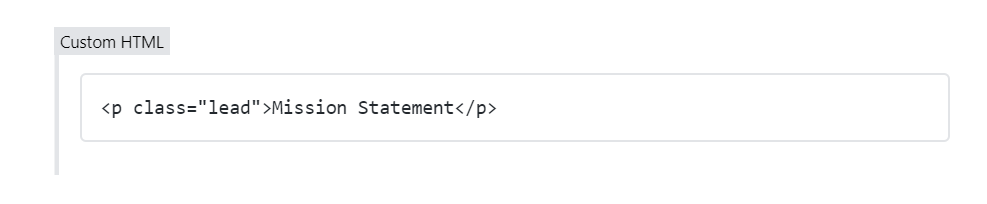 Custom HTML
<p class="lead">Mission Statement</p>